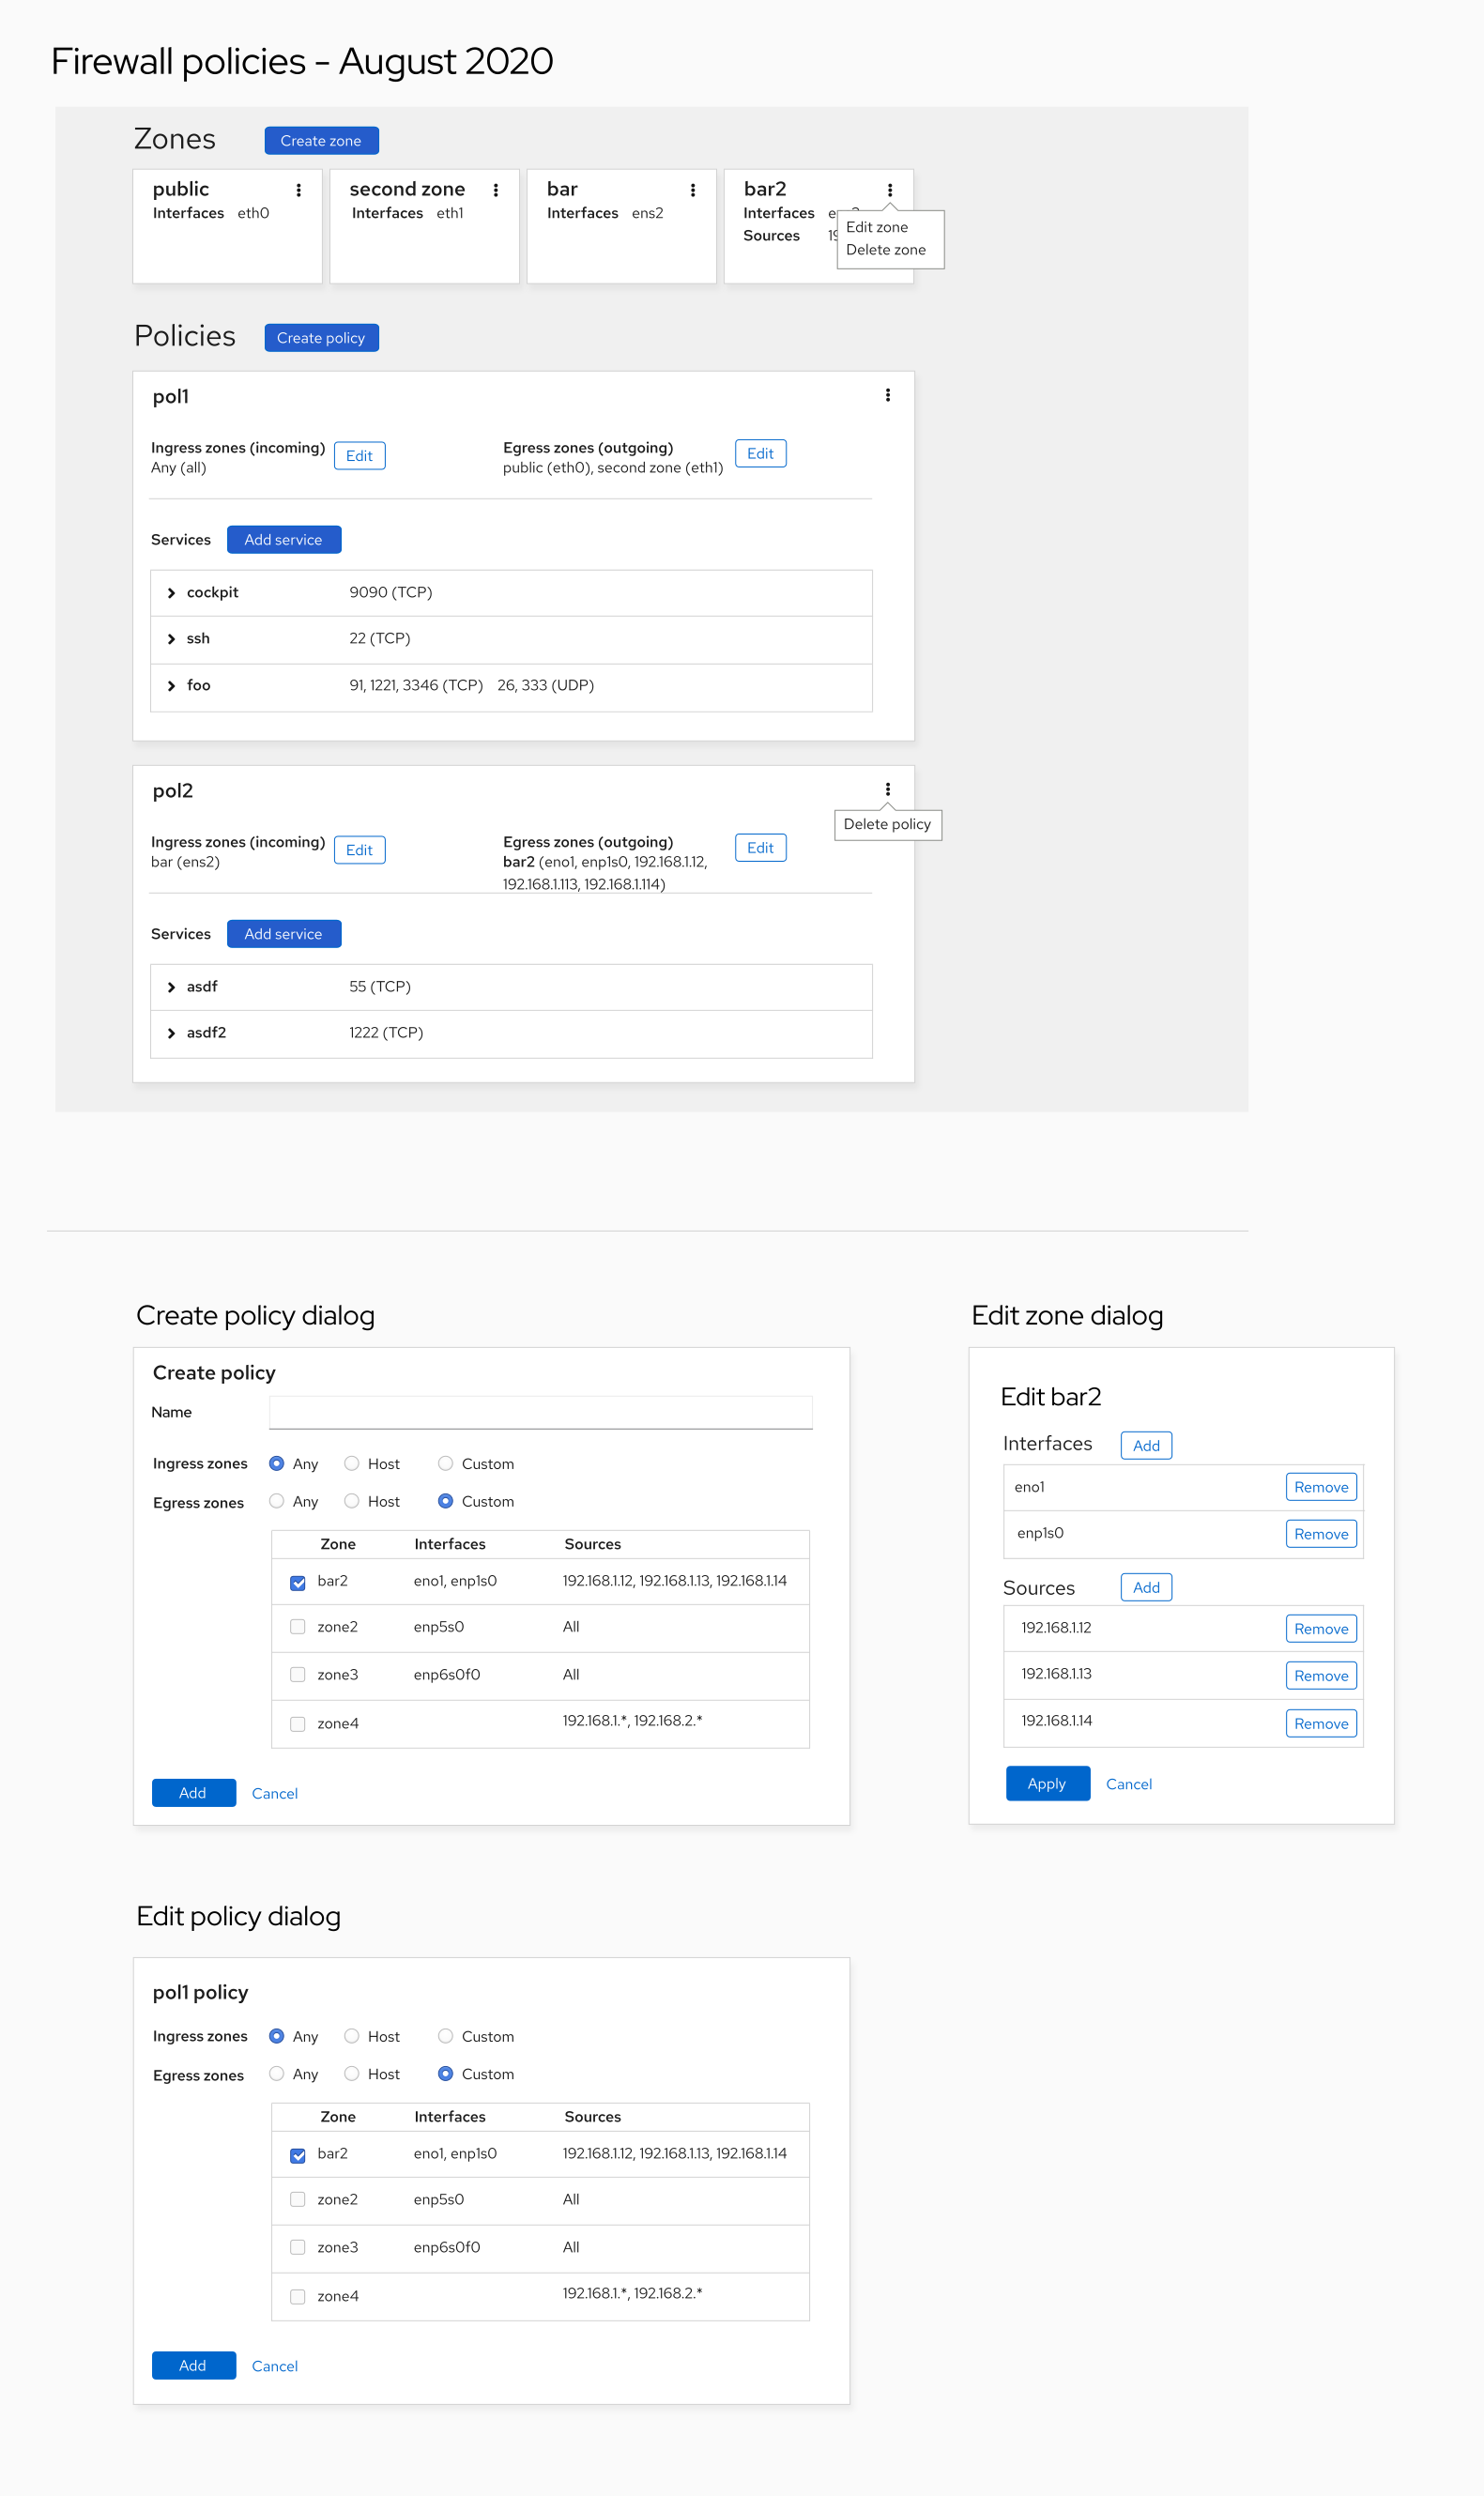 Firewall policies - August 2020
Zones Create zone
public
Interfaces eth0
second zone
Interfaces eth1
bar
Interfaces ens2
bar2
Interfaces
Sources
Edit zone
Delete zone
Policies Create policy
pol1
Ingress zones (incoming) Edit
Any (all)
Egress zones (outgoing) Edit
public (eth0), second zone (eth1)
Services Add service
cockpit 9090 (TCP)
ssh 22 (TCP)
foo 91, 1221, 3346 (TCP) 26, 333 (UDP)
pol2
Delete policy
Ingress zones (incoming) Edit
bar (ens2)
Egress zones (outgoing) Edit
bar2 (eno1, enp1s0, 192.168.1.12,
192.168.1.113, 192.168.1.114)
Services Add service
asdf 55 (TCP)
asdf2 1222 (TCP)
Create policy dialog
Create policy
Name
Ingress zones Any Host Custom
Egress zones Any Host Custom
Zone Interfaces Sources
bar2 eno1, enp1s0 192.168.1.12, 192.168.1.13, 192.168.1.14
zone2 enp5s0 All
zone3 enp6s0f0 All
zone4 192.168.1.*, 192.168.2.*
Add Cancel
Edit zone dialog
Edit bar2
Interfaces Add
eno1 Remove
enp1s0 Remove
Sources Add
192.168.1.12 Remove
192.168.1.13 Remove
192.168.1.14 Remove
Apply Cancel
Edit policy dialog
pol1 policy
Ingress zones Any Host Custom
Egress zones Any Host Custom
Zone Interfaces Sources
bar2 eno1, enp1s0 192.168.1.12, 192.168.1.13, 192.168.1.14
zone2 enp5s0 All
zone3 enp6s0f0 All
zone4 192.168.1.*, 192.168.2.*
Add Cancel